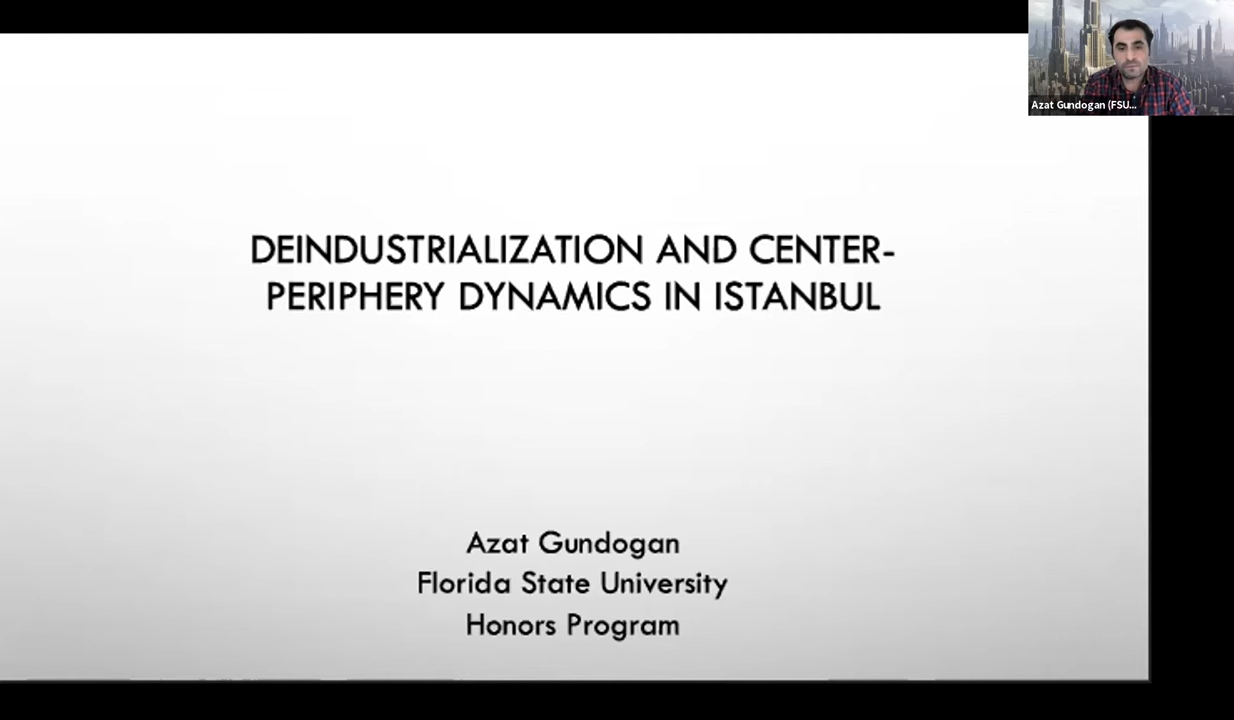 Azat Gundogan (FSU...
DEINDUSTRIALIZATION AND CENTER-
PERIPHERY DYNAMICS IN ISTANBUL
Azat Gundogan
Florida State University
Honors Program